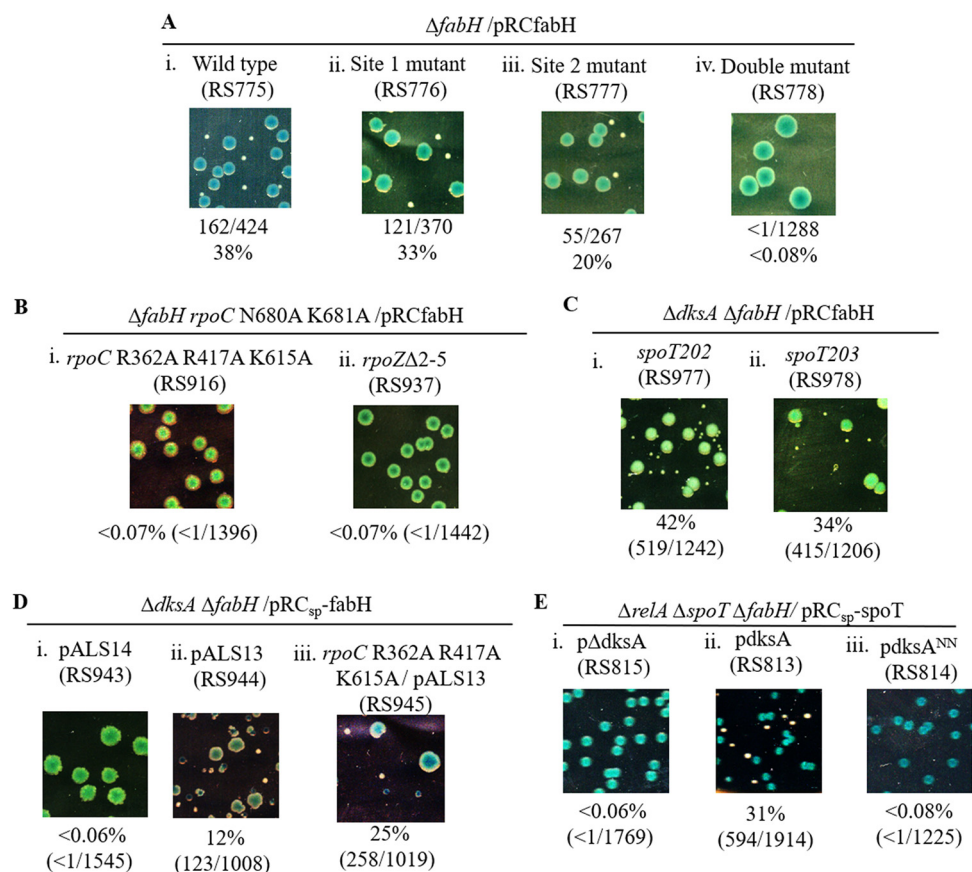 A
ΔfabH /pRCfabH
i. Wild type
(RS775)
ii. Site 1 mutant
(RS776)
iii. Site 2 mutant
(RS777)
iv. Double mutant
(RS778)
162/424
38%
121/370
33%
55/267
20%
<1/1288
<0.08%
B
ΔfabH rpoC N680A K681A /pRCfabH
i. rpoC R362A R417A K615A
(RS916)
ii. rpoZΔ2-5
(RS937)
<0.07% (<1/1396)
<0.07% (<1/1442)
C
ΔdksA ΔfabH /pRCfabH
i. spoT202
(RS977)
ii. spoT203
(RS978)
42%
(519/1242)
34%
(415/1206)
D
ΔdksA ΔfabH /pRCsp-fabH
i. pALS14
(RS943)
ii. pALS13
(RS944)
iii. rpoC R362A R417A
K615A / pALS13
(RS945)
<0.06%
(<1/1545)
12%
(123/1008)
25%
(258/1019)
E
ΔrelA ΔspoT ΔfabH/ pRCsp-spoT
i. pΔdksA
(RS815)
ii. pdksA
(RS813)
iii. pdksANN
(RS814)
<0.06%
(<1/1769)
31%
(594/1914)
<0.08%
(<1/1225)